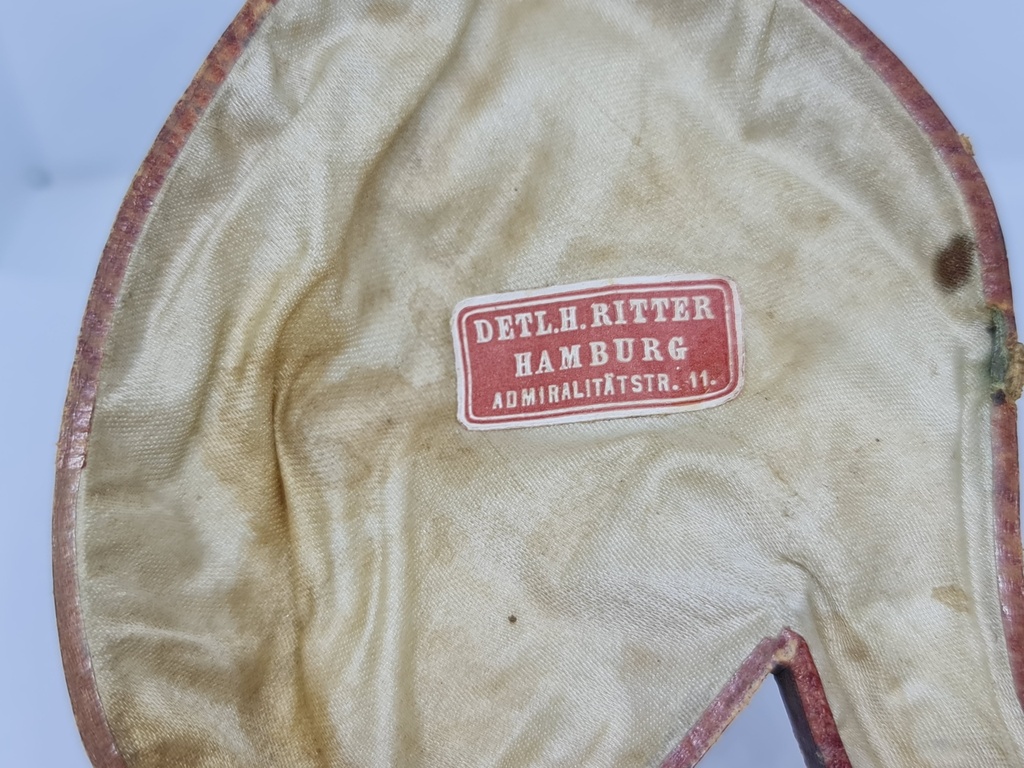 DETL.H.RITTER
HAMBURG
ADMIRALITÄTSTR. 11.